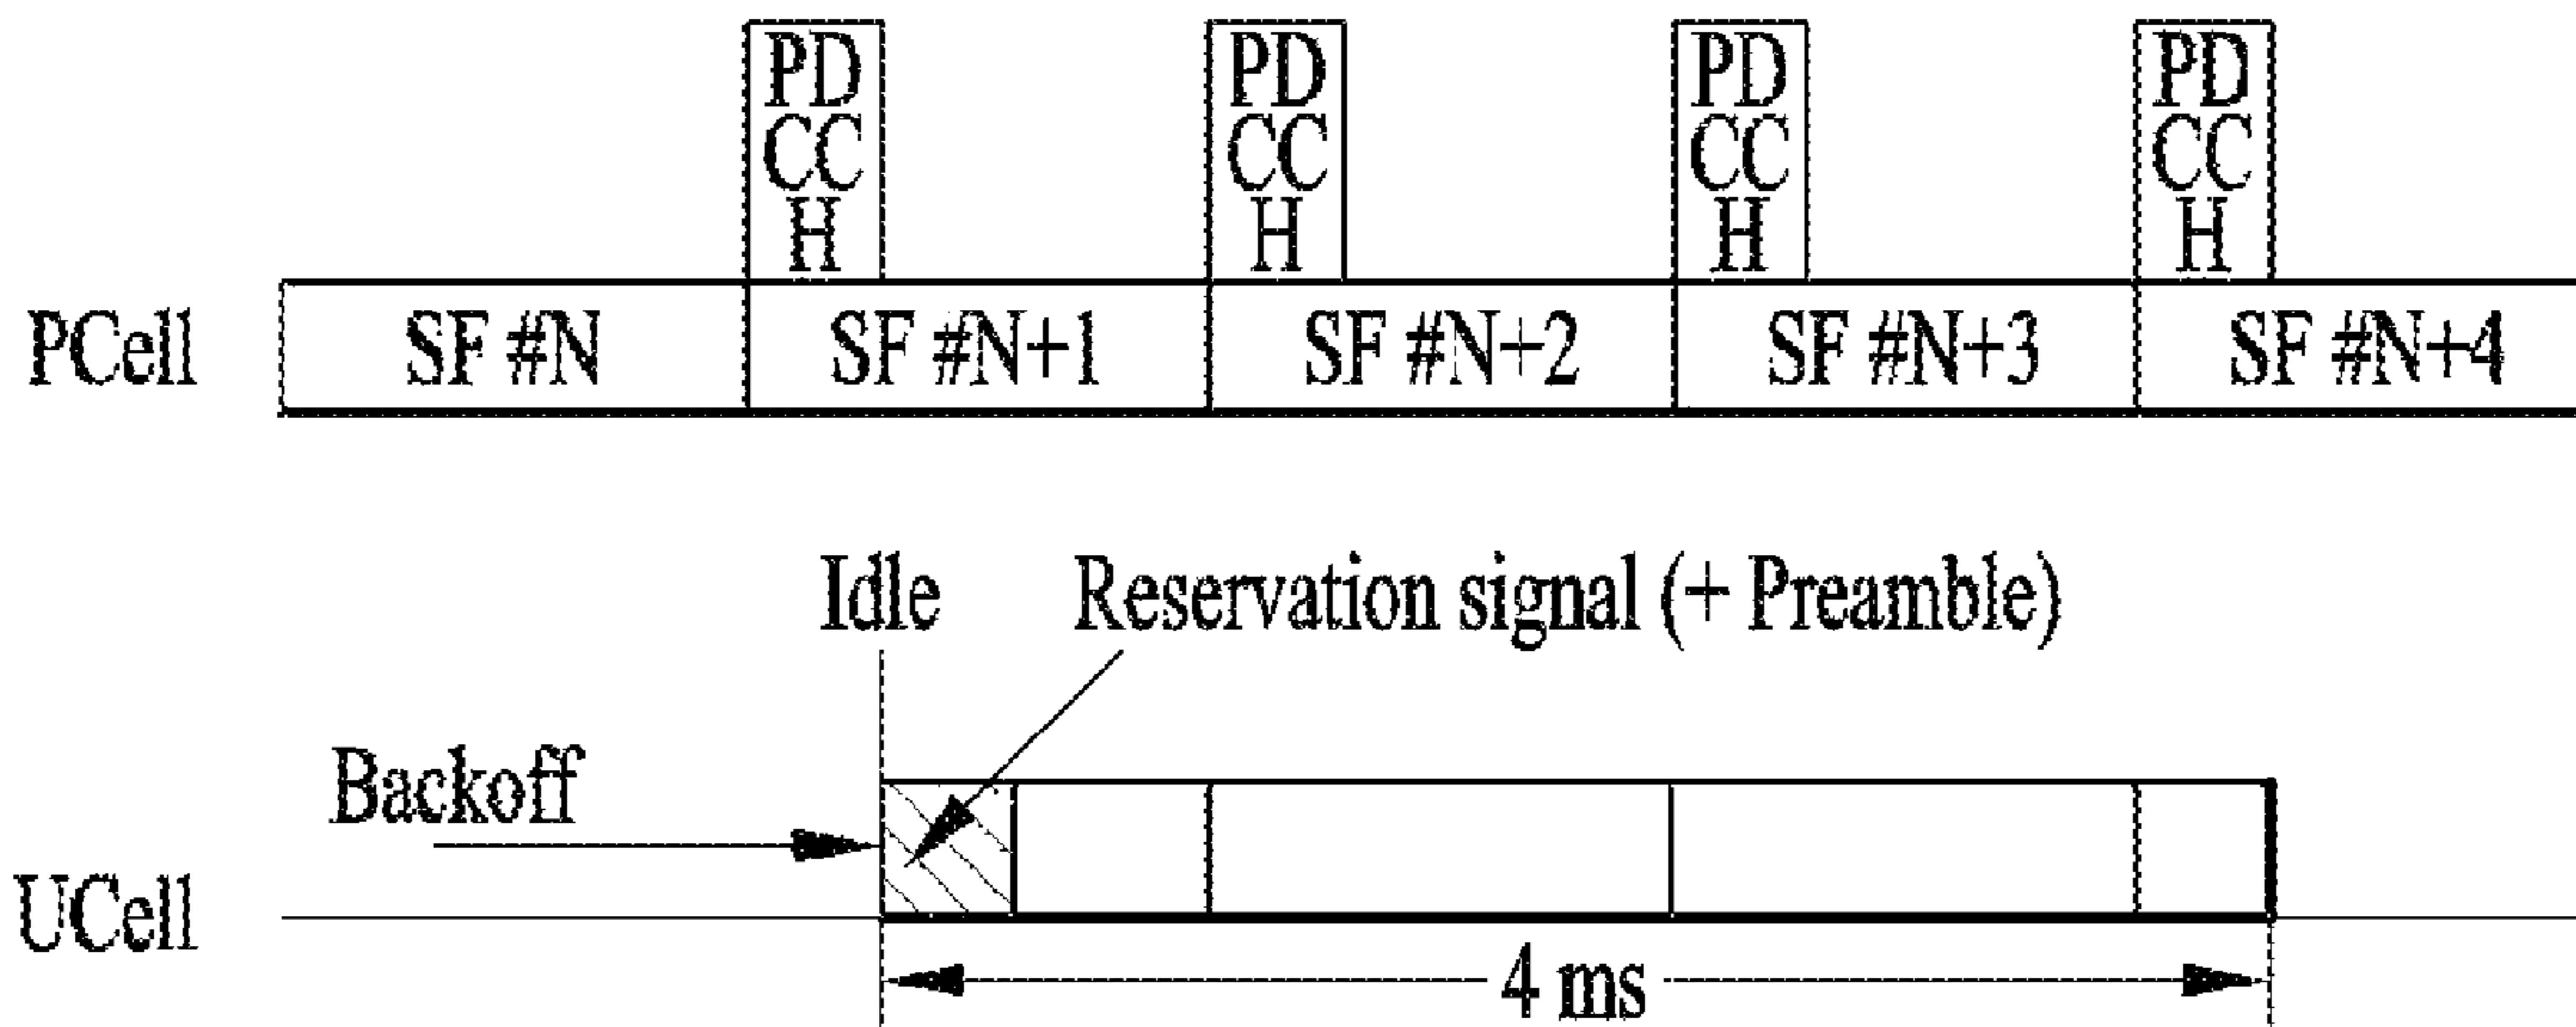 PD
CC
H
PD
CC
H
PD
CC
H
PD
CC
H
PCell
SF #N
SF #N+1
SF #N+2
SF #N+3
SF #N+4
Idle
Reservation signal (+ Preamble)
Backoff
UCell
4 ms